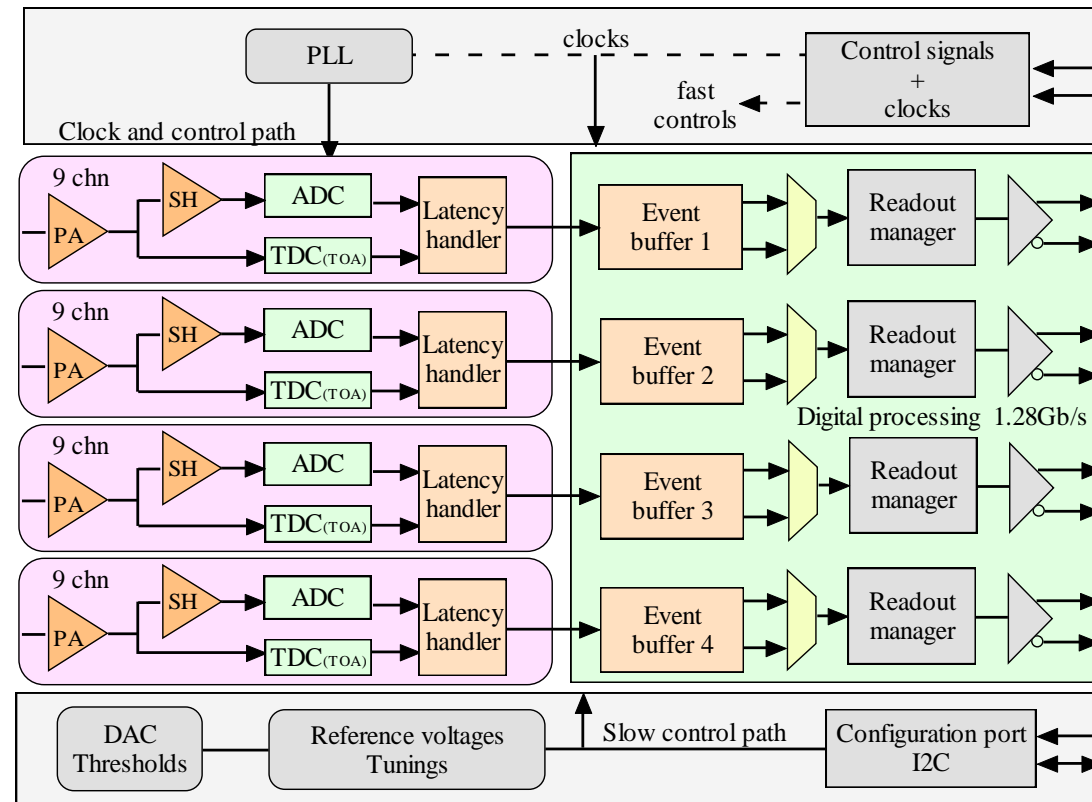 PLL
clocks
Control signals
+
clocks
fast
controls
Clock and control path
9 chn
PA
SH
ADC
TDC(TOA)
Latency
handler
Event
buffer 1
Readout
manager
9 chn
PA
SH
ADC
TDC(TOA)
Latency
handler
Event
buffer 2
Readout
manager
Digital processing 1.28Gb/s
9 chn
PA
SH
ADC
TDC(TOA)
Latency
handler
Event
buffer 3
Readout
manager
9 chn
PA
SH
ADC
TDC(TOA)
Latency
handler
Event
buffer 4
Readout
manager
DAC
Thresholds
Reference voltages
Tunings
Slow control path
Configuration port
I2C